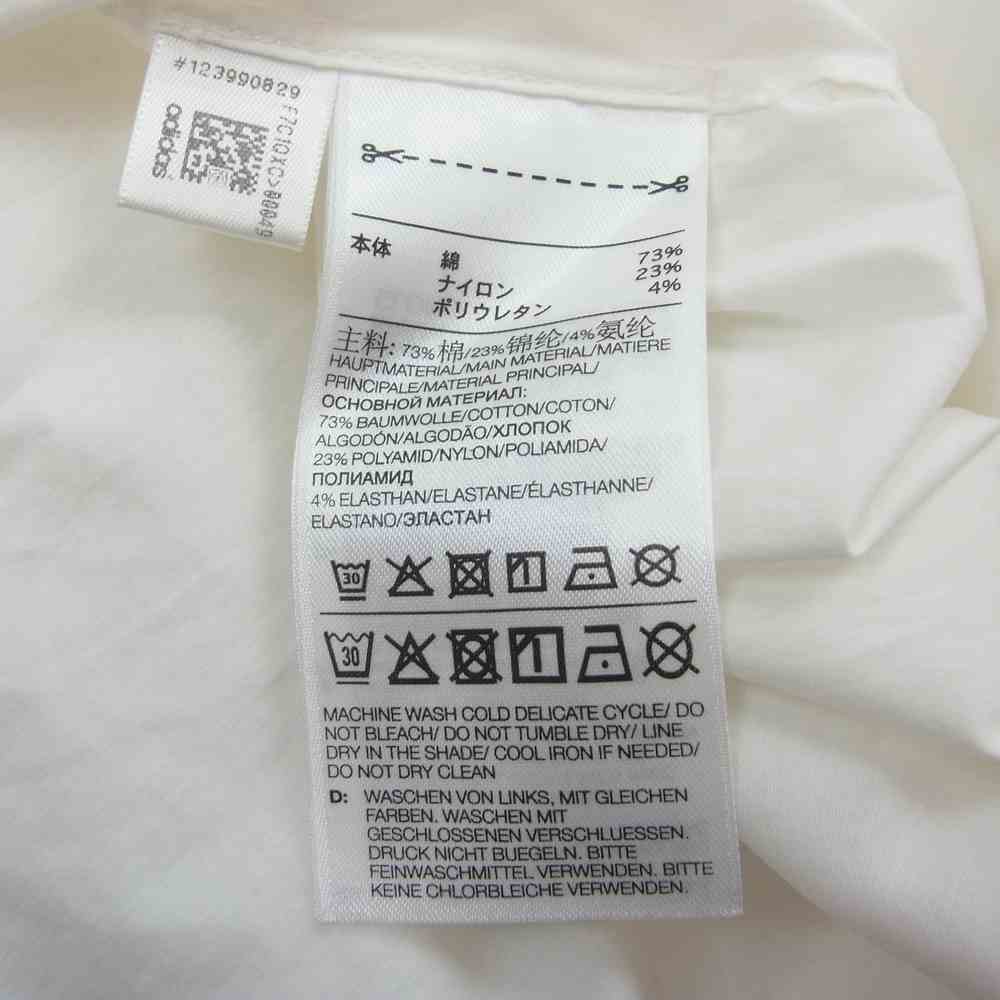 #123990829
F7C1QXC>00049
adidas
本体 綿 73%
ナイロン 23%
ポリウレタン 4%
主料: 73%棉/23%锦纶/4%氨纶
HAUPTMATERIAL/MAIN MATERIAL/MATIERE
PRINCIPALE/MATERIAL PRINCIPAL/
ОСНОВНОЙ МАТЕРИАЛ:
73% BAUMWOLLE/COTTON/COTON/
ALGODÓN/ALGODÃO/ХЛОПОК
23% POLYAMID/NYLON/POLIAMIDA/
ПОЛИАМИД
4% ELASTHAN/ELASTANE/ÉLASTHANNE/
ELASTANO/ЭЛАСТАН
30
30
MACHINE WASH COLD DELICATE CYCLE/ DO
NOT BLEACH/ DO NOT TUMBLE DRY/ LINE
DRY IN THE SHADE/ COOL IRON IF NEEDED/
DO NOT DRY CLEAN
D: WASCHEN VON LINKS, MIT GLEICHEN
FARBEN. WASCHEN MIT
GESCHLOSSENEN VERSCHLUESSEN.
DRUCK NICHT BUEGELN. BITTE
FEINWASCHMITTEL VERWENDEN. BITTE
KEINE CHLORBLEICHE VERWENDEN.